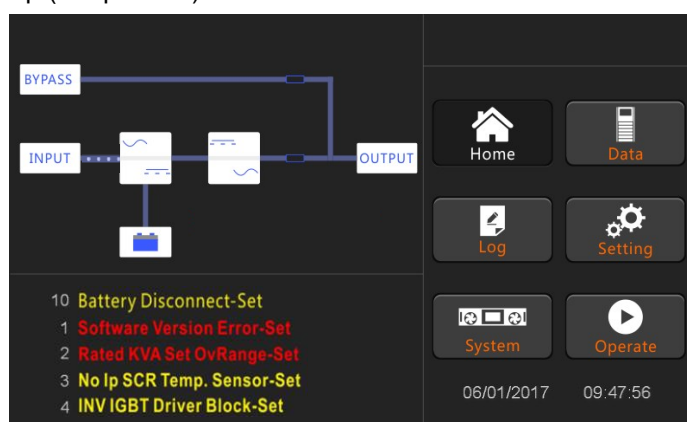 BYPASS
INPUT
OUTPUT
10 Battery Disconnect-Set
1 Software Version Error-Set
2 Rated KVA Set OvRange-Set
3 No Ip SCR Temp. Sensor-Set
4 INV IGBT Driver Block-Set
Home
Data
Log
Setting
System
Operate
06/01/2017 09:47:56